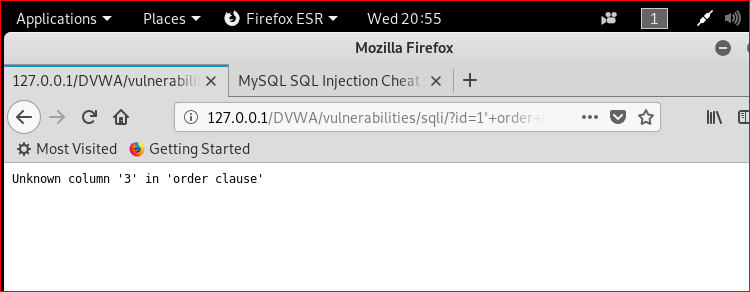 Applications Places Firefox ESR Wed 20:55 1
Mozilla Firefox
127.0.0.1/DVWA/vulnerabilit MySQL SQL Injection Cheat
127.0.0.1/DVWA/vulnerabilities/sqli/?id=1'+order+
Most Visited Getting Started
Unknown column '3' in 'order clause'